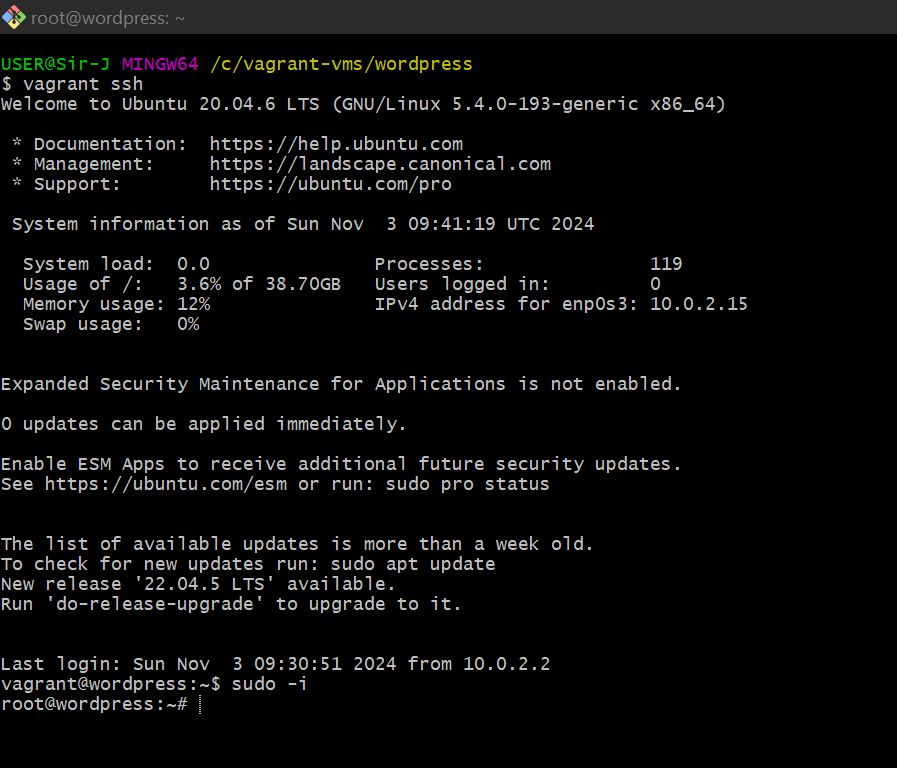 root@wordpress: ~
USER@Sir-J MINGW64 /c/vagrant-vms/wordpress
$ vagrant ssh
Welcome to Ubuntu 20.04.6 LTS (GNU/Linux 5.4.0-193-generic x86_64)
* Documentation:  https://help.ubuntu.com
* Management:     https://landscape.canonical.com
* Support:        https://ubuntu.com/pro
System information as of Sun Nov  3 09:41:19 UTC 2024
System load:  0.0               Processes:               119
Usage of /:   3.6% of 38.70GB   Users logged in:         0
Memory usage: 12%               IPv4 address for enp0s3: 10.0.2.15
Swap usage:   0%
Expanded Security Maintenance for Applications is not enabled.
0 updates can be applied immediately.
Enable ESM Apps to receive additional future security updates.
See https://ubuntu.com/esm or run: sudo pro status
The list of available updates is more than a week old.
To check for new updates run: sudo apt update
New release '22.04.5 LTS' available.
Run 'do-release-upgrade' to upgrade to it.
Last login: Sun Nov  3 09:30:51 2024 from 10.0.2.2
vagrant@wordpress:~$ sudo -i
root@wordpress:~#